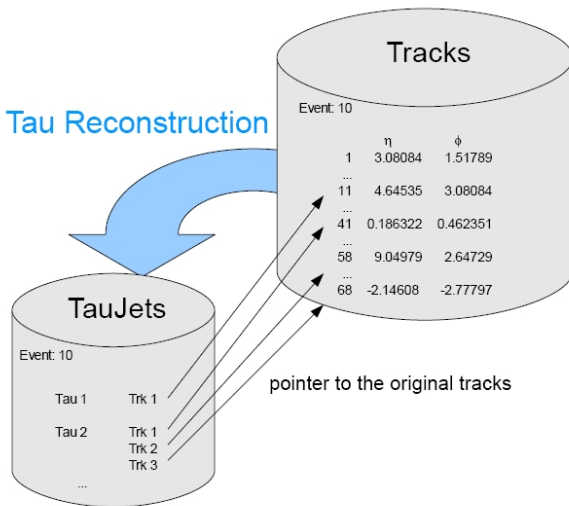 Tracks
Event: 10
η ϕ
1 3.08084 1.51789
...
11 4.64535 3.08084
...
41 0.186322 0.462351
...
58 9.04979 2.64729
...
68 -2.14608 -2.77797
Tau Reconstruction
TauJets
Event: 10
Tau 1 Trk 1
Tau 2 Trk 1
Trk 2
Trk 3
...
pointer to the original tracks